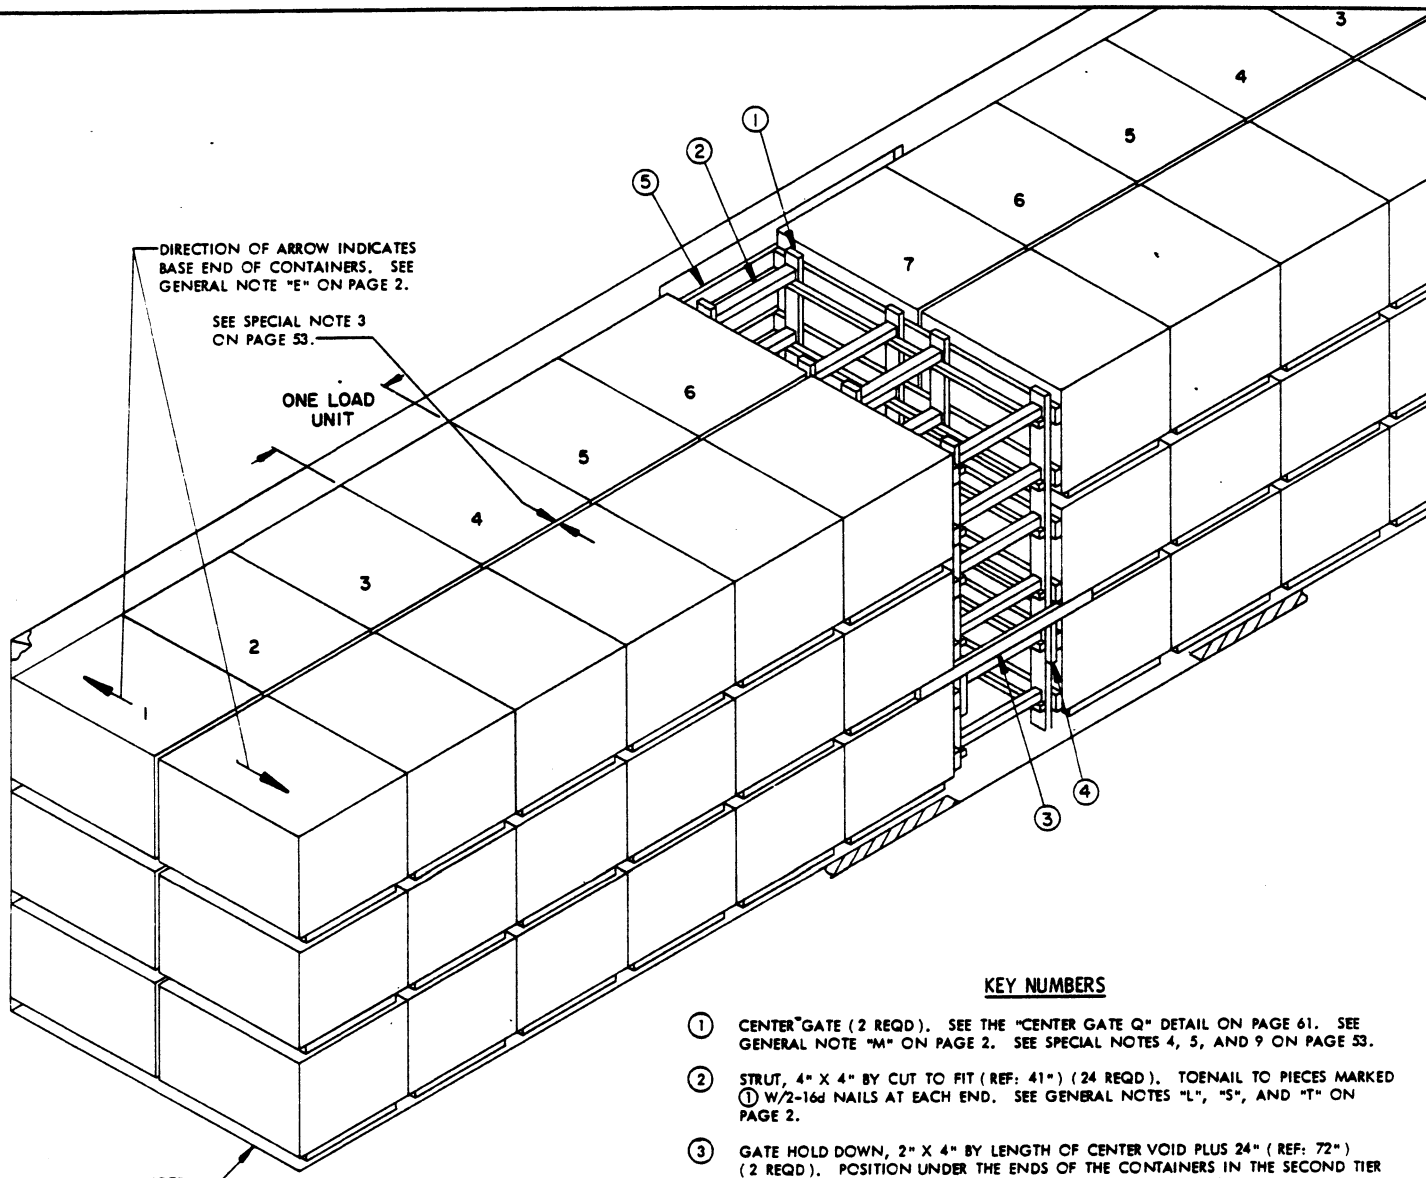 3
4
5
6
7
1
2
5
DIRECTION OF ARROW INDICATES
BASE END OF CONTAINERS. SEE
GENERAL NOTE "E" ON PAGE 2.
SEE SPECIAL NOTE 3
ON PAGE 53.
ONE LOAD
UNIT
6
5
4
3
2
1
4
3
KEY NUMBERS
1 CENTER GATE (2 REQD). SEE THE "CENTER GATE Q" DETAIL ON PAGE 61. SEE
GENERAL NOTE "M" ON PAGE 2. SEE SPECIAL NOTES 4, 5, AND 9 ON PAGE 53.
2 STRUT, 4" X 4" BY CUT TO FIT (REF: 41") (24 REQD). TOENAIL TO PIECES MARKED
1 W/2-16d NAILS AT EACH END. SEE GENERAL NOTES "L", "S", AND "T" ON
PAGE 2.
3 GATE HOLD DOWN, 2" X 4" BY LENGTH OF CENTER VOID PLUS 24" (REF: 72")
(2 REQD). POSITION UNDER THE ENDS OF THE CONTAINERS IN THE SECOND TIER